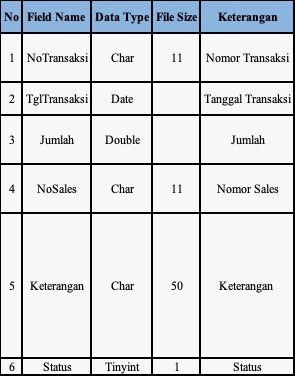 No Field Name Data Type File Size Keterangan
1 NoTransaksi Char 11 Nomor Transaksi
2 TglTransaksi Date Tanggal Transaksi
3 Jumlah Double Jumlah
4 NoSales Char 11 Nomor Sales
5 Keterangan Char 50 Keterangan
6 Status Tinyint 1 Status